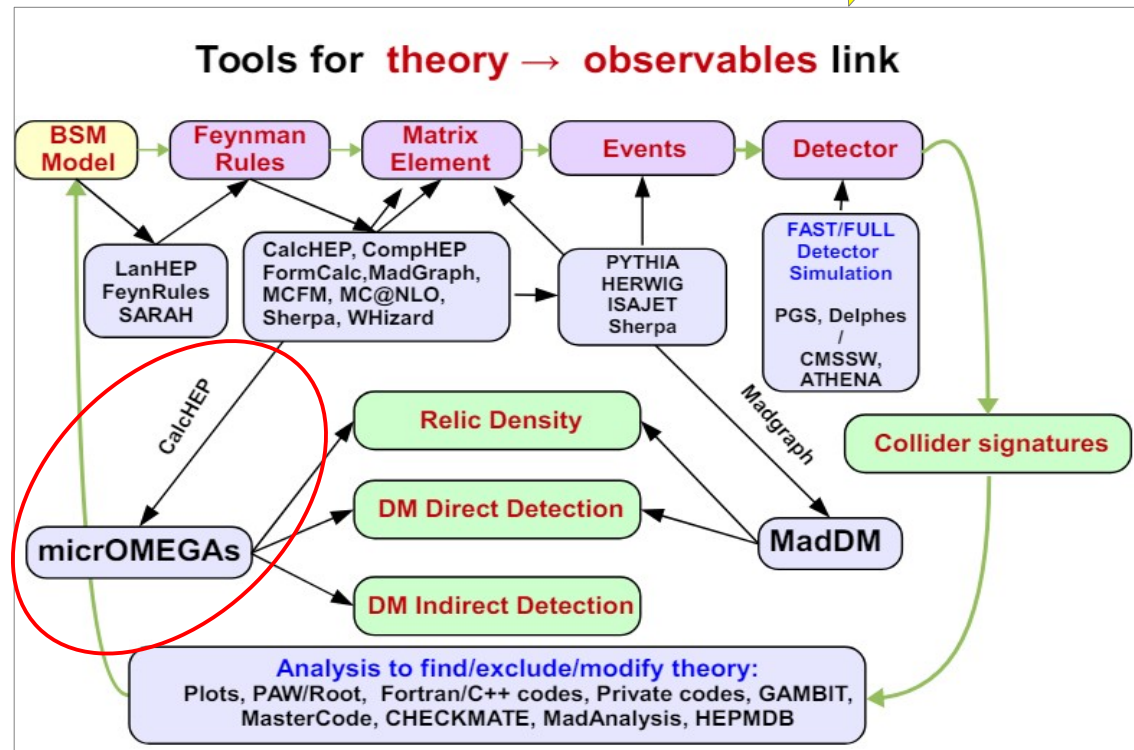 Tools for theory → observables link
BSM
Model
Feynman
Rules
Matrix
Element
Events
Detector
LanHEP
FeynRules
SARAH
CalcHEP, CompHEP
FormCalc,MadGraph,
MCFM, MC@NLO,
Sherpa, WHizard
PYTHIA
HERWIG
ISAJET
Sherpa
FAST/FULL
Detector
Simulation
PGS, Delphes
/
CMSSW,
ATHENA
CalcHEP
Madgraph
Relic Density
Collider signatures
DM Direct Detection
micrOMEGAs
MadDM
DM Indirect Detection
Analysis to find/exclude/modify theory:
Plots, PAW/Root, Fortran/C++ codes, Private codes, GAMBIT,
MasterCode, CHECKMATE, MadAnalysis, HEPMDB